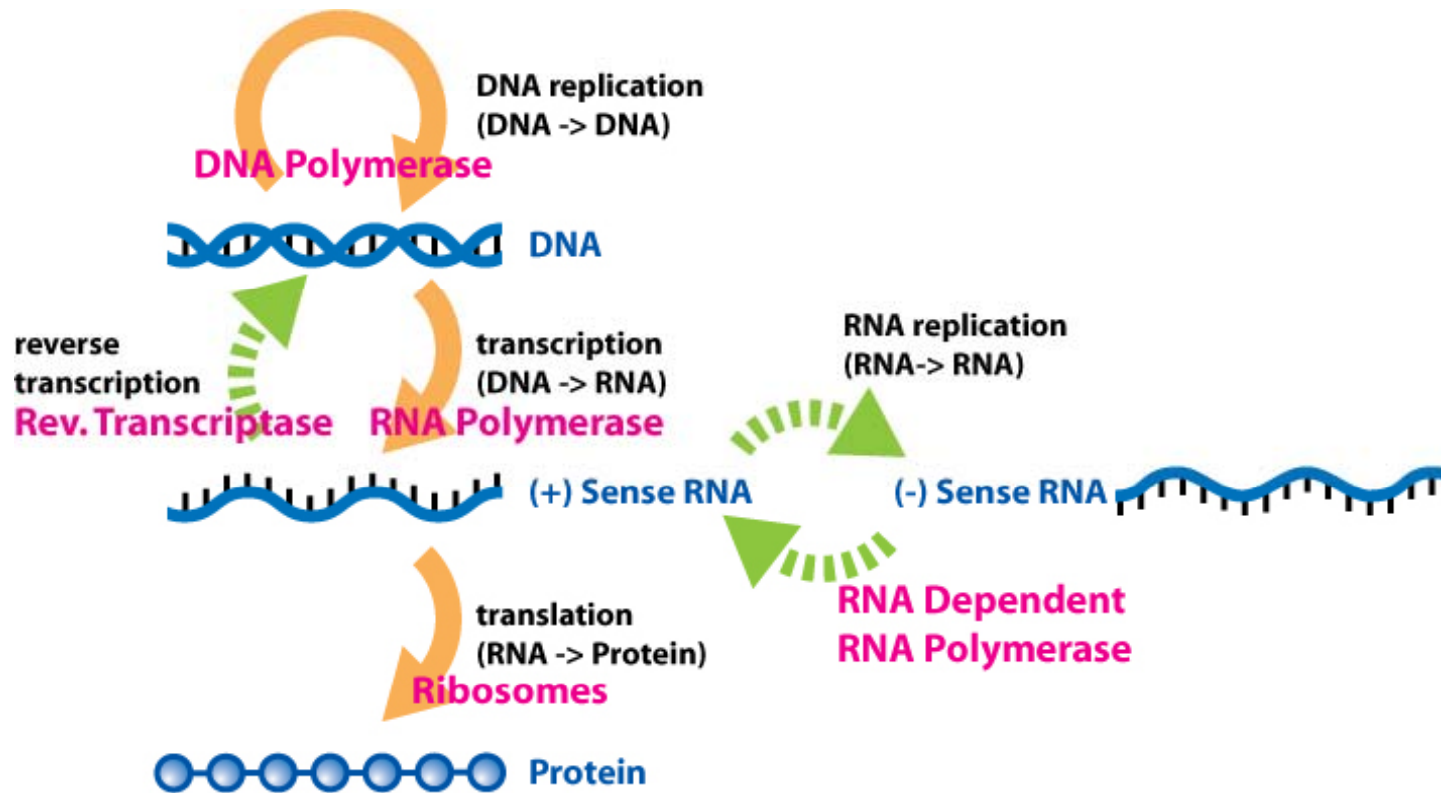 DNA replication
(DNA -> DNA)
DNA Polymerase
DNA
reverse
transcription
Rev. Transcriptase
transcription
(DNA -> RNA)
RNA Polymerase
RNA replication
(RNA-> RNA)
(+) Sense RNA
(-) Sense RNA
RNA Dependent
RNA Polymerase
translation
(RNA -> Protein)
Ribosomes
Protein